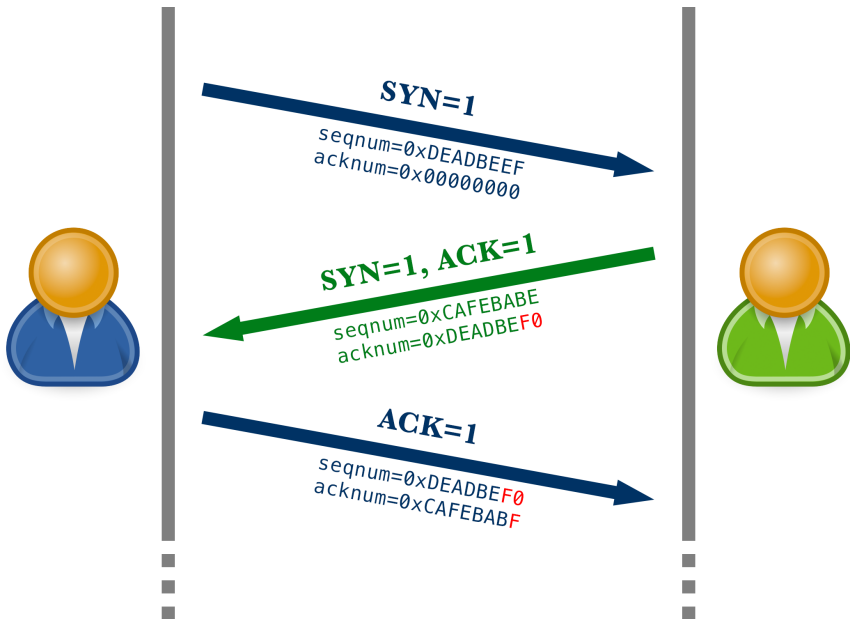 SYN=1
seqnum=0xDEADBEEF
acknum=0x00000000
SYN=1, ACK=1
seqnum=0xCAFEBABE
acknum=0xDEADBEF0
ACK=1
seqnum=0xDEADBEF0
acknum=0xCAFEBABF